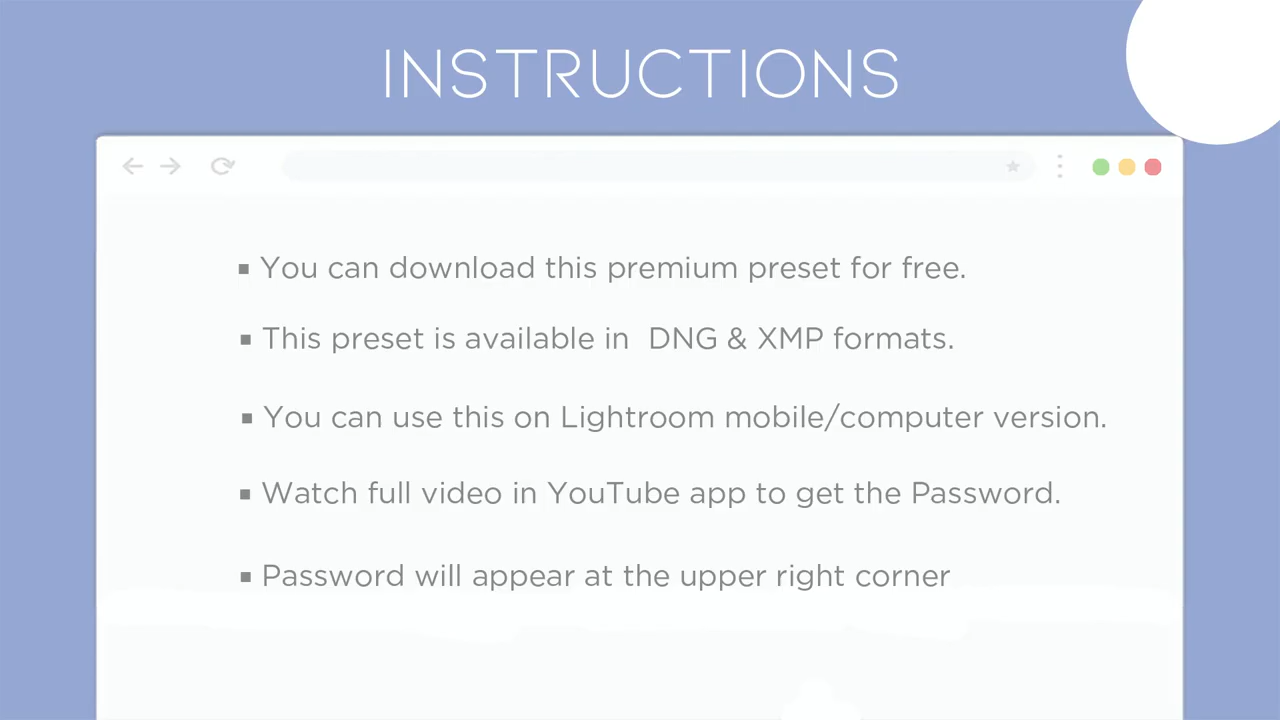 INSTRUCTIONS
▪ You can download this premium preset for free.
▪ This preset is available in  DNG & XMP formats.
▪ You can use this on Lightroom mobile/computer version.
▪ Watch full video in YouTube app to get the Password.
▪ Password will appear at the upper right corner